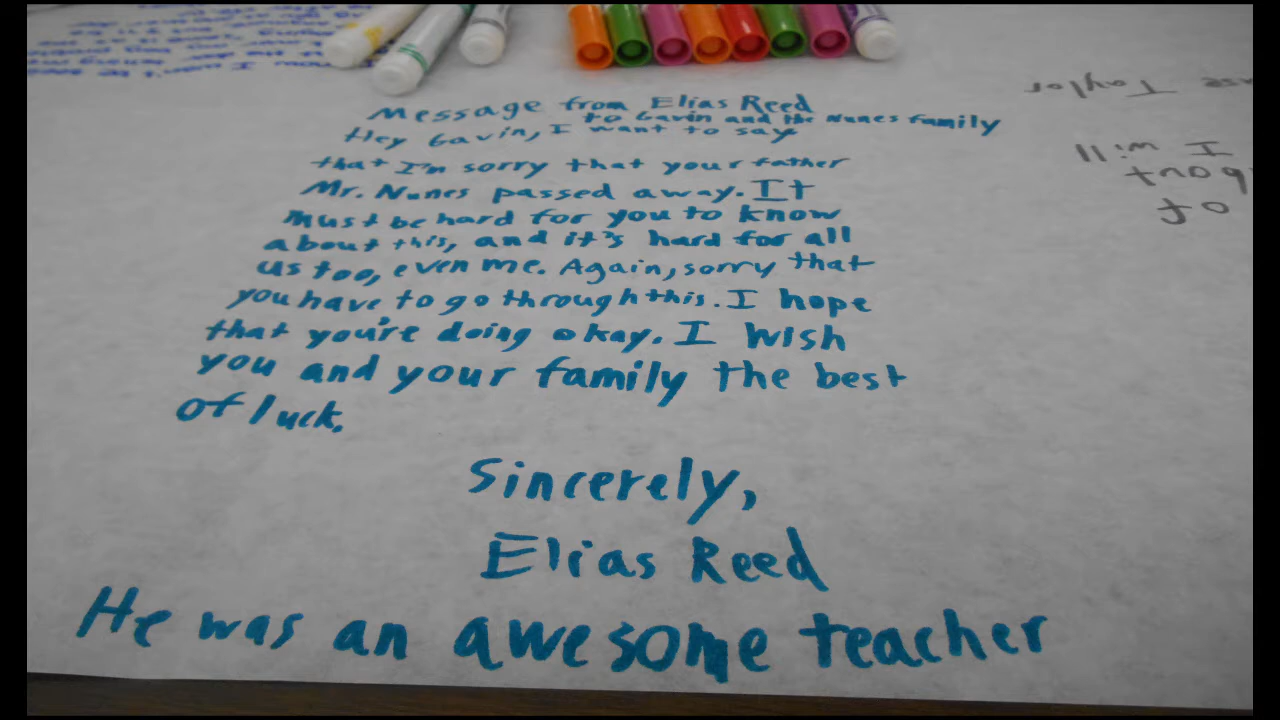 Message from Elias Reed
to Gavin and the Nunes family
Hey Gavin, I want to say
that I'm sorry that your father
Mr. Nunes passed away. It
must be hard for you to know
about this, and it's hard for all
us too, even me. Again, sorry that
you have to go through this. I hope
that you're doing okay. I wish
you and your family the best
of luck.
Sincerely,
Elias Reed
He was an awesome teacher
Taylor
I will
of